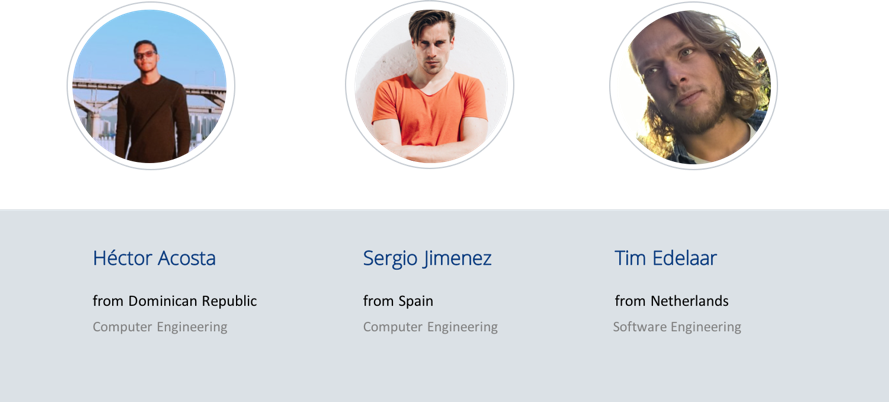 Héctor Acosta
from Dominican Republic
Computer Engineering
Sergio Jimenez
from Spain
Computer Engineering
Tim Edelaar
from Netherlands
Software Engineering